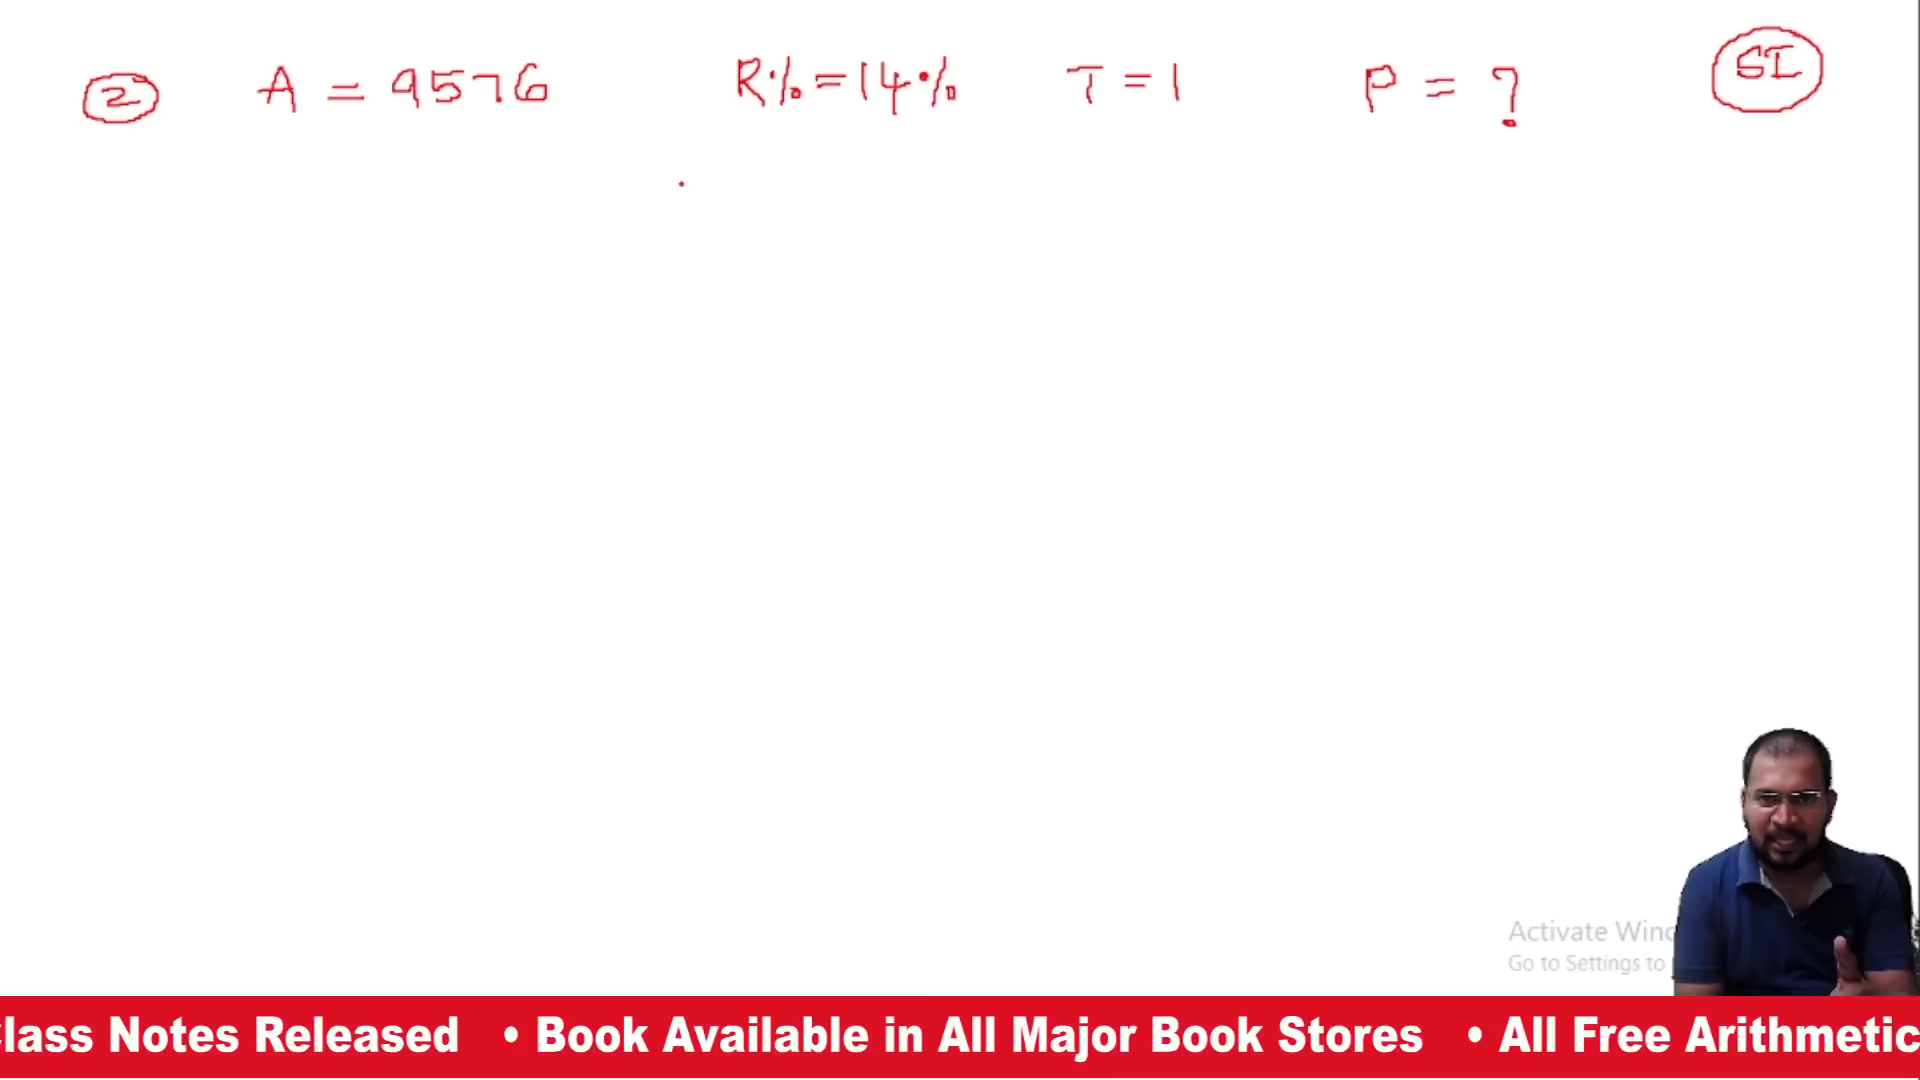 2 A = 9576 R% = 14% T = 1 P = ? SI
Activate Wind
Go to Settings to
lass Notes Released • Book Available in All Major Book Stores • All Free Arithmetic